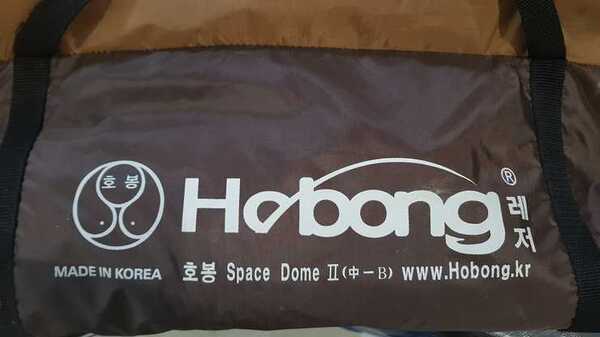 호봉
Hobong®
레저
MADE IN KOREA
호봉 Space Dome Ⅱ(中-B) www.Hobong.kr